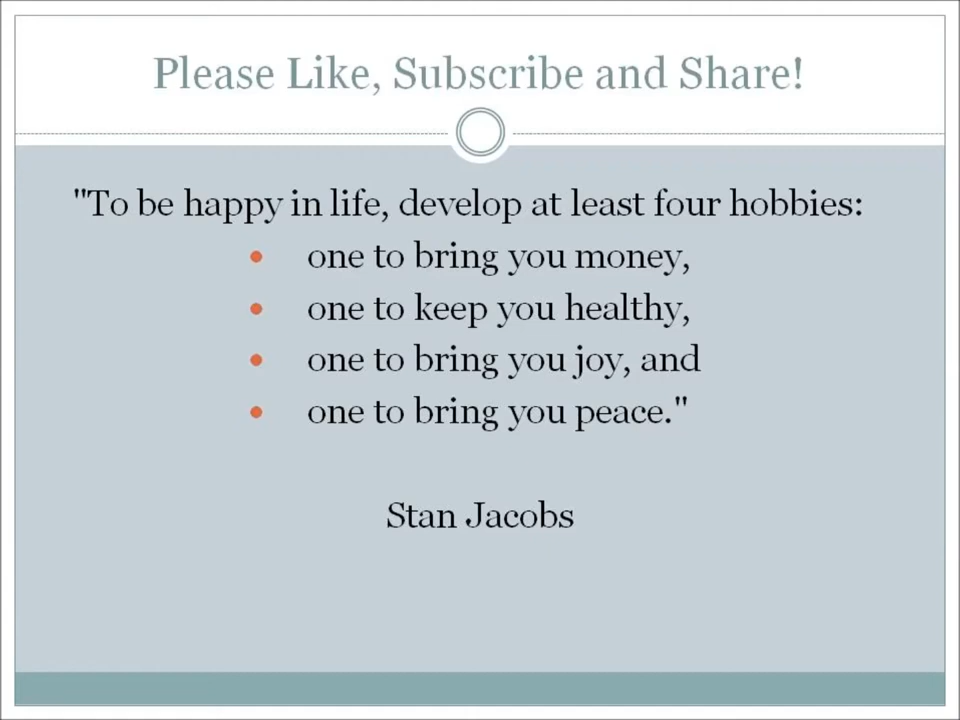 Please Like, Subscribe and Share!
"To be happy in life, develop at least four hobbies:
• one to bring you money,
• one to keep you healthy,
• one to bring you joy, and
• one to bring you peace."
Stan Jacobs